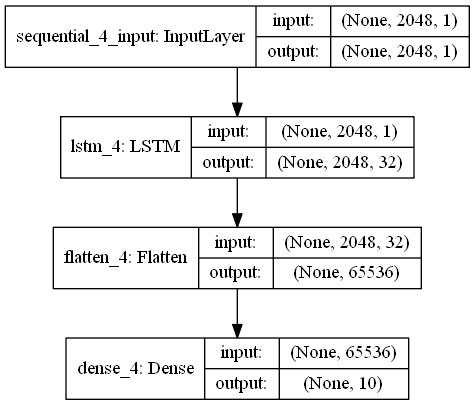 sequential_4_input: InputLayer
input: (None, 2048, 1)
output: (None, 2048, 1)
lstm_4: LSTM
input: (None, 2048, 1)
output: (None, 2048, 32)
flatten_4: Flatten
input: (None, 2048, 32)
output: (None, 65536)
dense_4: Dense
input: (None, 65536)
output: (None, 10)